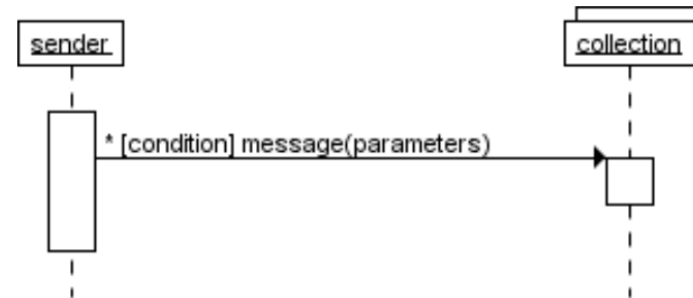 sender
collection
* [condition] message(parameters)